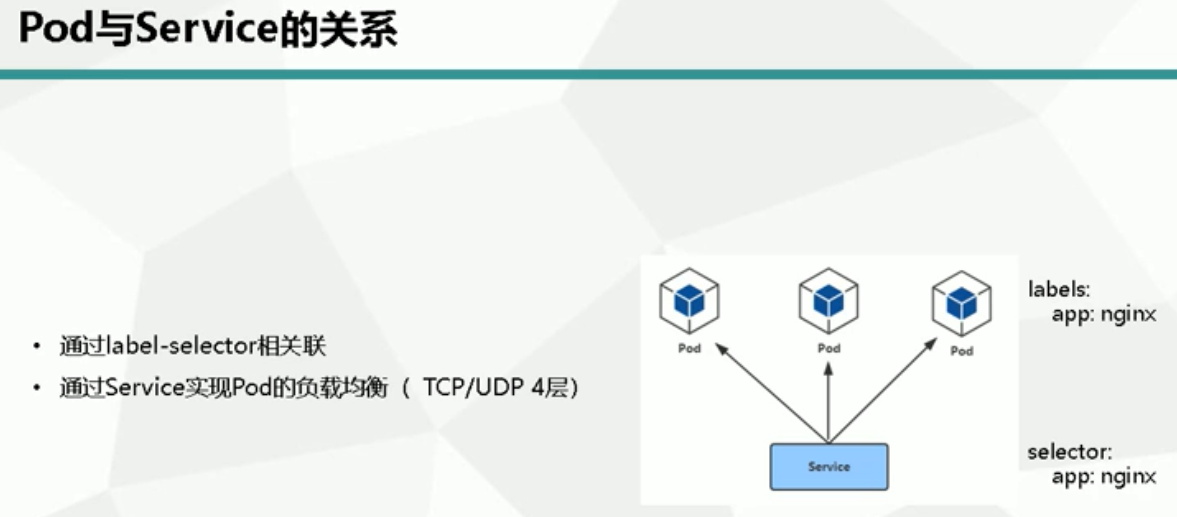 Pod与Service的关系
• 通过label-selector相关联
• 通过Service实现Pod的负载均衡（ TCP/UDP 4层）
Pod
Pod
Pod
labels:
app: nginx
Service
selector:
app: nginx